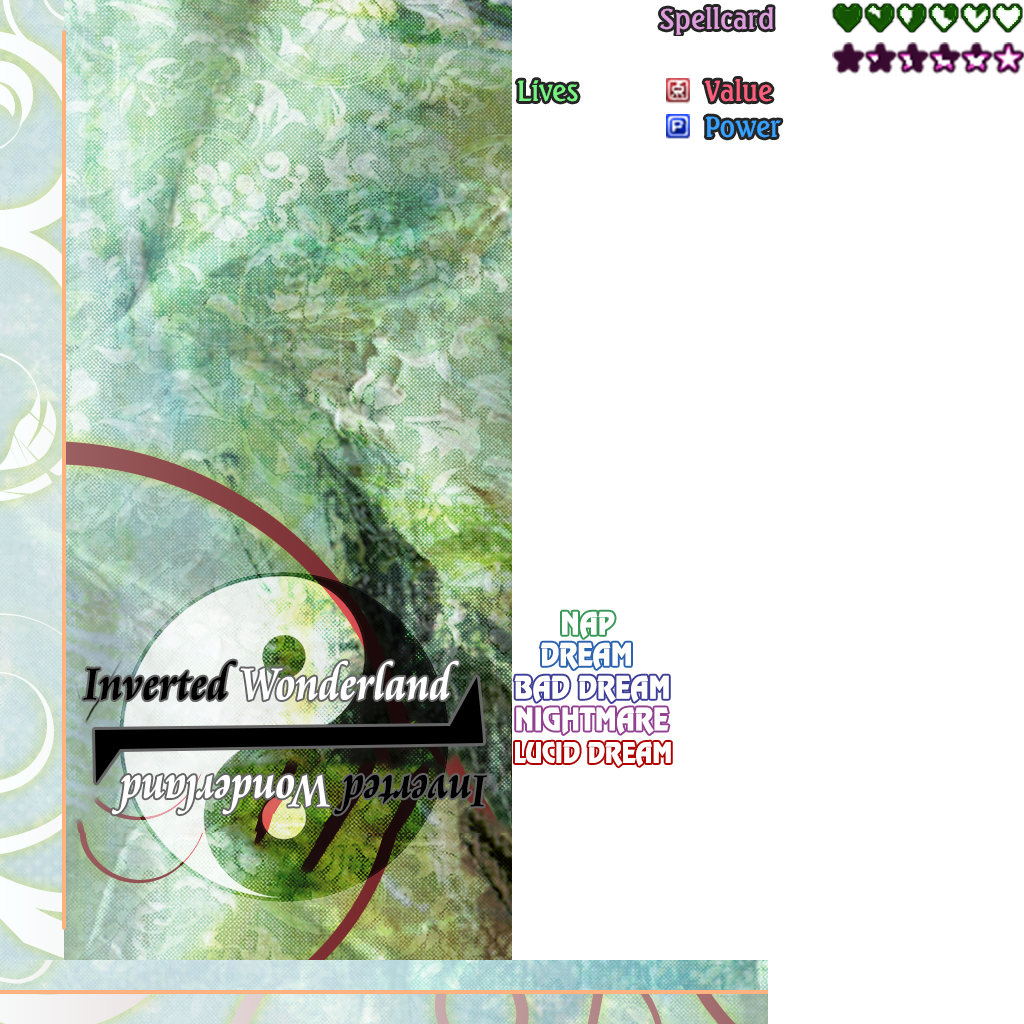 Spellcard
Lives
Value
P Power
Inverted Wonderland
Inverted Wonderland
NAP
DREAM
BAD DREAM
NIGHTMARE
LUCID DREAM